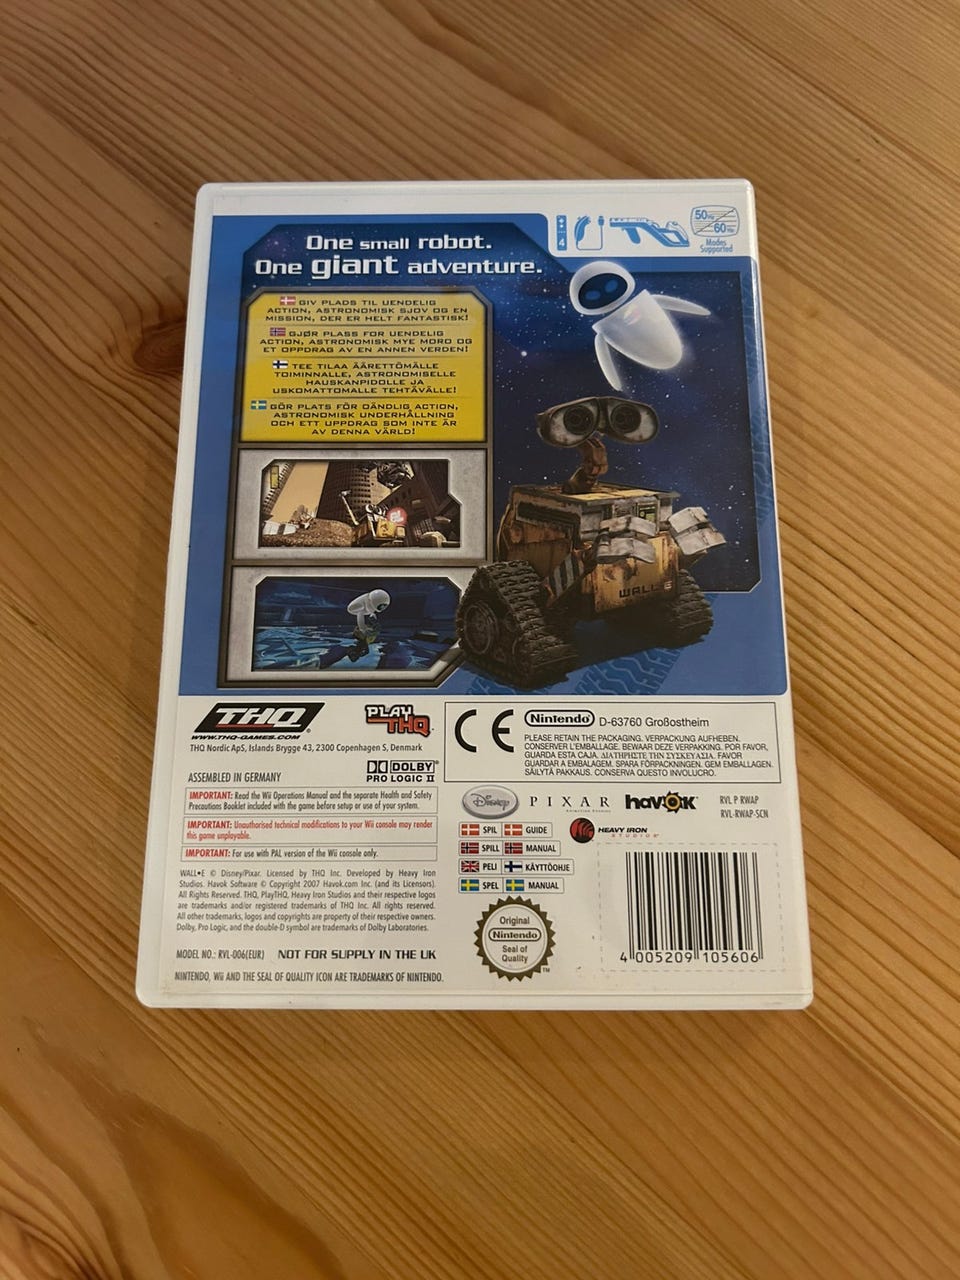 One small robot.
One giant adventure.
4
50Hz
60Hz
Modes
Supported
GIV PLADS TIL UENDELIG
ACTION, ASTRONOMISK SJOV OG EN
MISSION, DER ER HELT FANTASTISK!
GJØR PLASS FOR UENDELIG
ACTION, ASTRONOMISK MYE MORO OG
ET OPPDRAG AV EN ANNEN VERDEN!
TEE TILAA ÄÄRETTÖMÄLLE
TOIMINNALLE, ASTRONOMISELLE
HAUSKANPIDOLLE JA
USKOMATTOMALLE TEHTÄVÄLLE!
GÖR PLATS FÖR OÄNDLIG ACTION,
ASTRONOMISK UNDERHÅLLNING
OCH ETT UPPDRAG SOM INTE ÄR
AV DENNA VÄRLD!
WALL•E
THQ
WWW.THQ-GAMES.COM
PLAY THQ
THQ Nordic ApS, Islands Brygge 43, 2300 Copenhagen S, Denmark
ASSEMBLED IN GERMANY
DOLBY
PRO LOGIC II
CE
Nintendo D-63760 Großostheim
PLEASE RETAIN THE PACKAGING. VERPACKUNG AUFHEBEN.
CONSERVER L'EMBALLAGE. BEWAAR DEZE VERPAKKING. POR FAVOR,
GUARDA ESTA CAJA. ΔΙΑΤΗΡΗΣΤΕ ΤΗΝ ΣΥΣΚΕΥΑΣΙΑ. FAVOR
GUARDAR A EMBALAGEM. SPARA FÖRPACKNINGEN. GEM EMBALLAGEN.
SÄILYTÄ PAKKAUS. CONSERVA QUESTO INVOLUCRO.
IMPORTANT: Read the Wii Operations Manual and the separate Health and Safety
Precautions Booklet included with the game before setup or use of your system.
IMPORTANT: Unauthorised technical modifications to your Wii console may render
this game unplayable.
IMPORTANT: For use with PAL version of the Wii console only.
Disney
PIXAR
Animation Studios
havok
RVL P RWAP
RVL-RWAP-SCN
SPIL GUIDE
SPILL MANUAL
PELI KÄYTTÖOHJE
SPEL MANUAL
HEAVY IRON
STUDIOS
WALL•E © Disney/Pixar. Licensed by THQ Inc. Developed by Heavy Iron
Studios. Havok Software © Copyright 2007 Havok.com Inc. (and its Licensors).
All Rights Reserved. THQ, PlayTHQ, Heavy Iron Studios and their respective logos
are trademarks and/or registered trademarks of THQ Inc. All rights reserved.
All other trademarks, logos and copyrights are property of their respective owners.
Dolby, Pro Logic, and the double-D symbol are trademarks of Dolby Laboratories.
MODEL NO.: RVL-006(EUR) NOT FOR SUPPLY IN THE UK
NINTENDO, Wii AND THE SEAL OF QUALITY ICON ARE TRADEMARKS OF NINTENDO.
Original
Nintendo
Seal of
Quality
TM
4 005209 105606